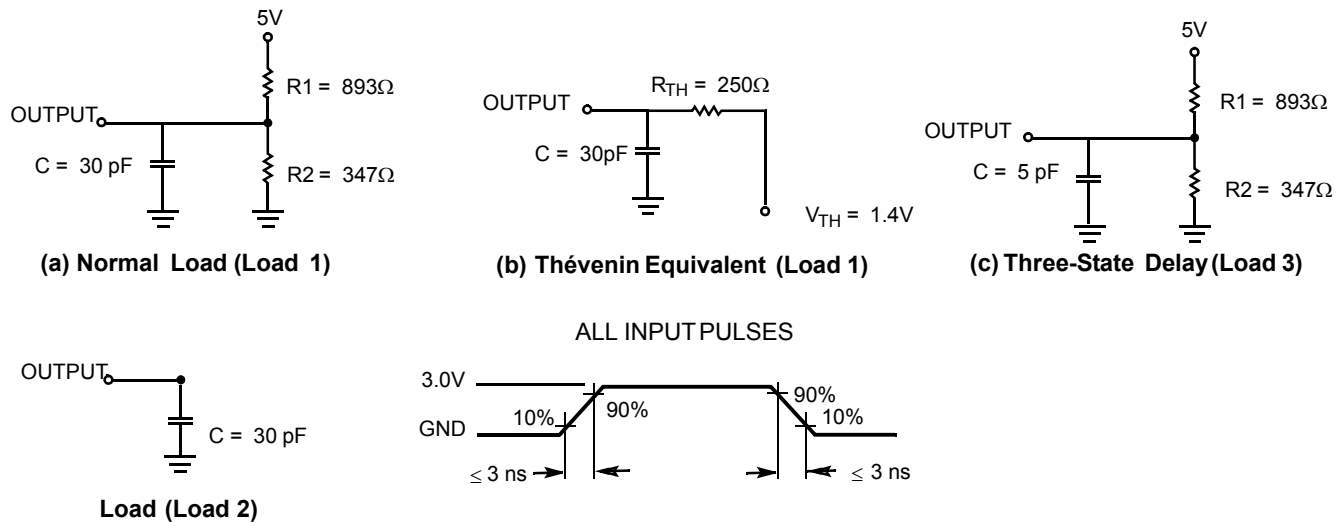 5V
R1 = 893Ω
OUTPUT
C = 30 pF
R2 = 347Ω
(a) Normal Load (Load 1)
RTH = 250Ω
OUTPUT
C = 30pF
VTH = 1.4V
(b) Thévenin Equivalent (Load 1)
5V
R1 = 893Ω
OUTPUT
C = 5 pF
R2 = 347Ω
(c) Three-State Delay (Load 3)
OUTPUT
C = 30 pF
Load (Load 2)
ALL INPUT PULSES
3.0V
GND
10%
90%
90%
10%
≤ 3 ns
≤ 3 ns